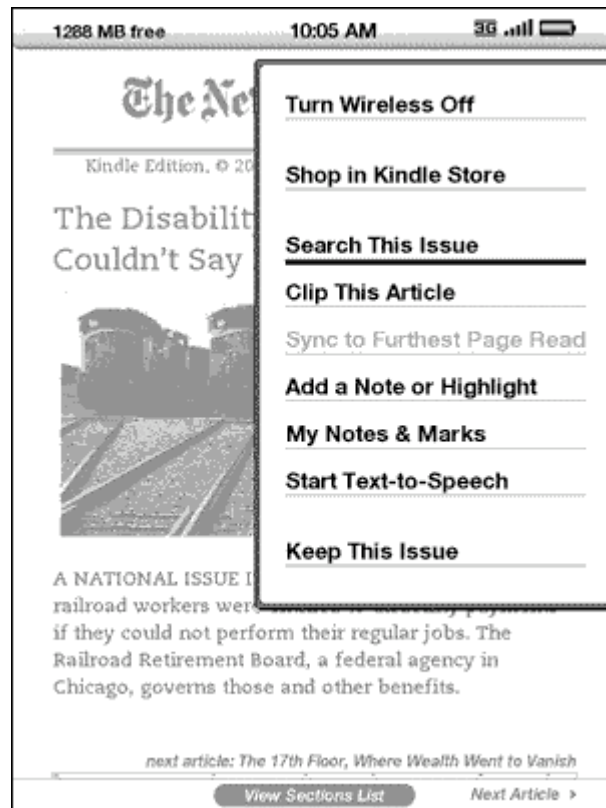 1288 MB free 10:05 AM 3G
The Ne
Turn Wireless Off
Kindle Edition, © 20
Shop in Kindle Store
The Disabilit
Couldn't Say
Search This Issue
Clip This Article
Sync to Furthest Page Read
Add a Note or Highlight
My Notes & Marks
Start Text-to-Speech
Keep This Issue
A NATIONAL ISSUE
railroad workers were
if they could not perform their regular jobs. The
Railroad Retirement Board, a federal agency in
Chicago, governs those and other benefits.
next article: The 17th Floor, Where Wealth Went to Vanish
View Sections List Next Article >